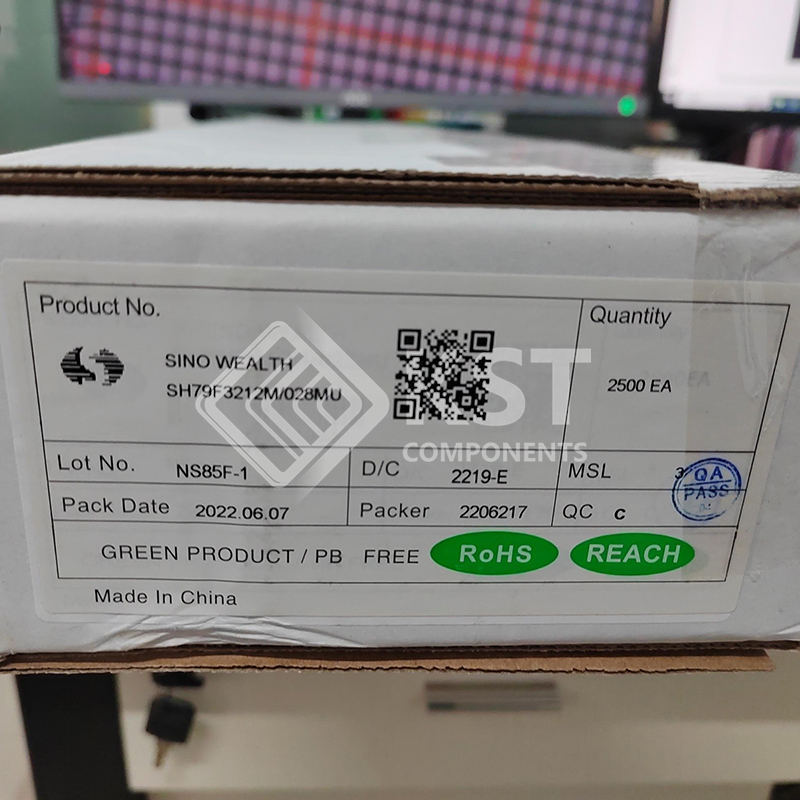 Product No.
SINO WEALTH
SH79F3212M/028MU
Quantity
2500 EA
Lot No. NS85F-1
D/C 2219-E
MSL 3
QA
PASS
Pack Date 2022.06.07
Packer 2206217
QC C
GREEN PRODUCT / PB FREE RoHS REACH
Made In China
COMPONENTS